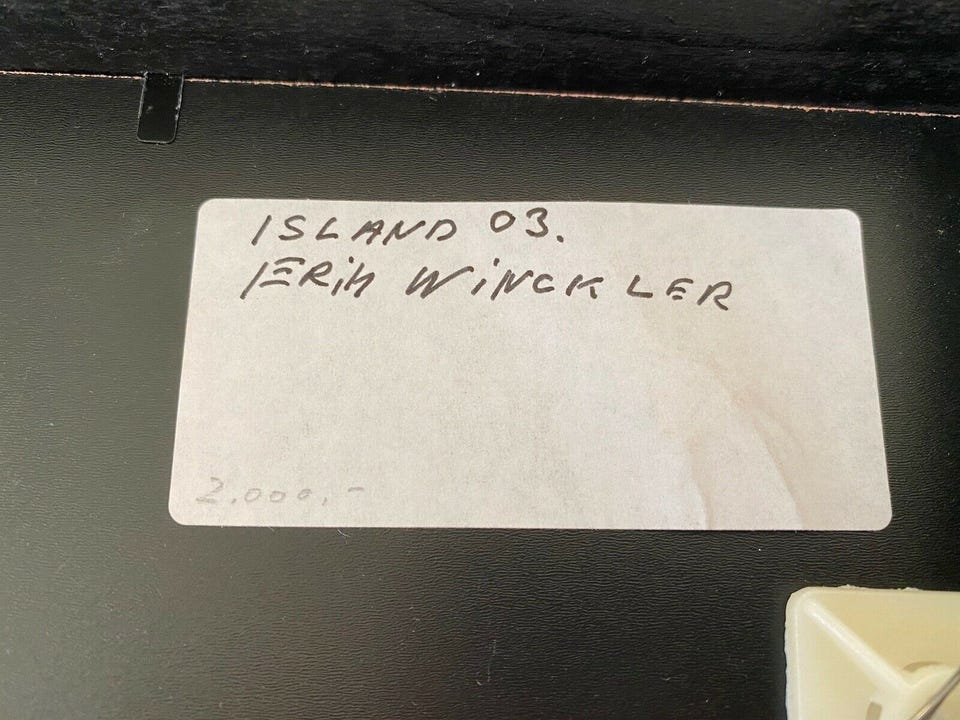 ISLAND 03.
ERIK WINCKLER
2.000,-